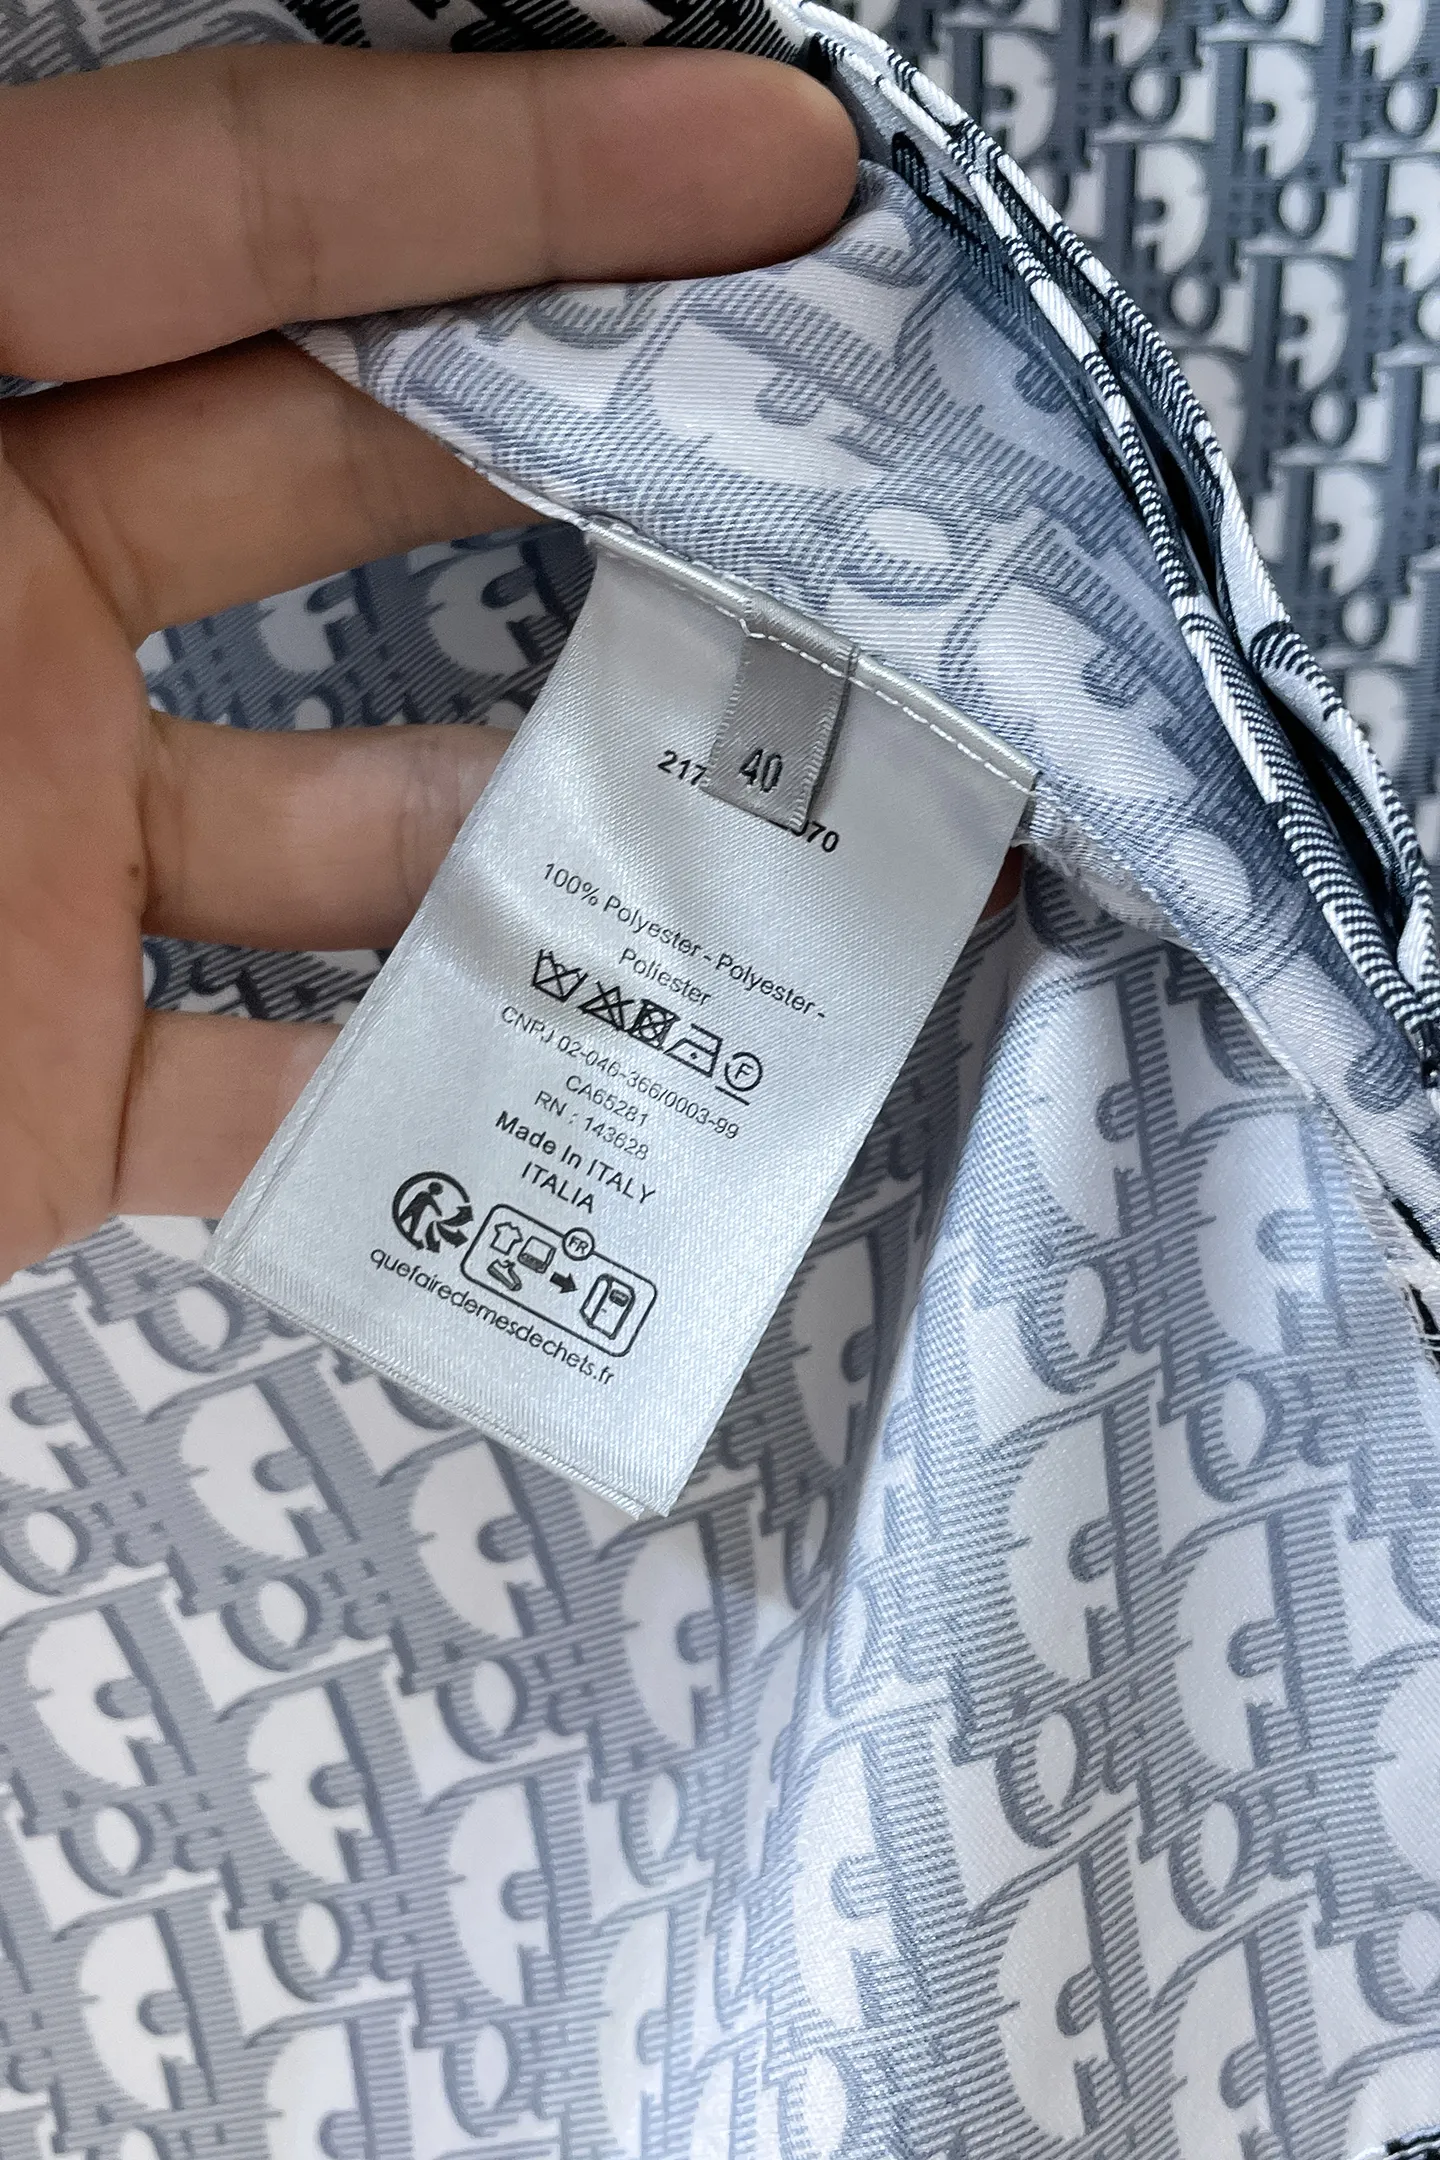 40
217
070
100% Polyester - Polyester -
Poliester
F
CNPJ 02-046-366/0003-99
CA65281
RN : 143628
Made In ITALY
ITALIA
FR
quefairedemesdechets.fr